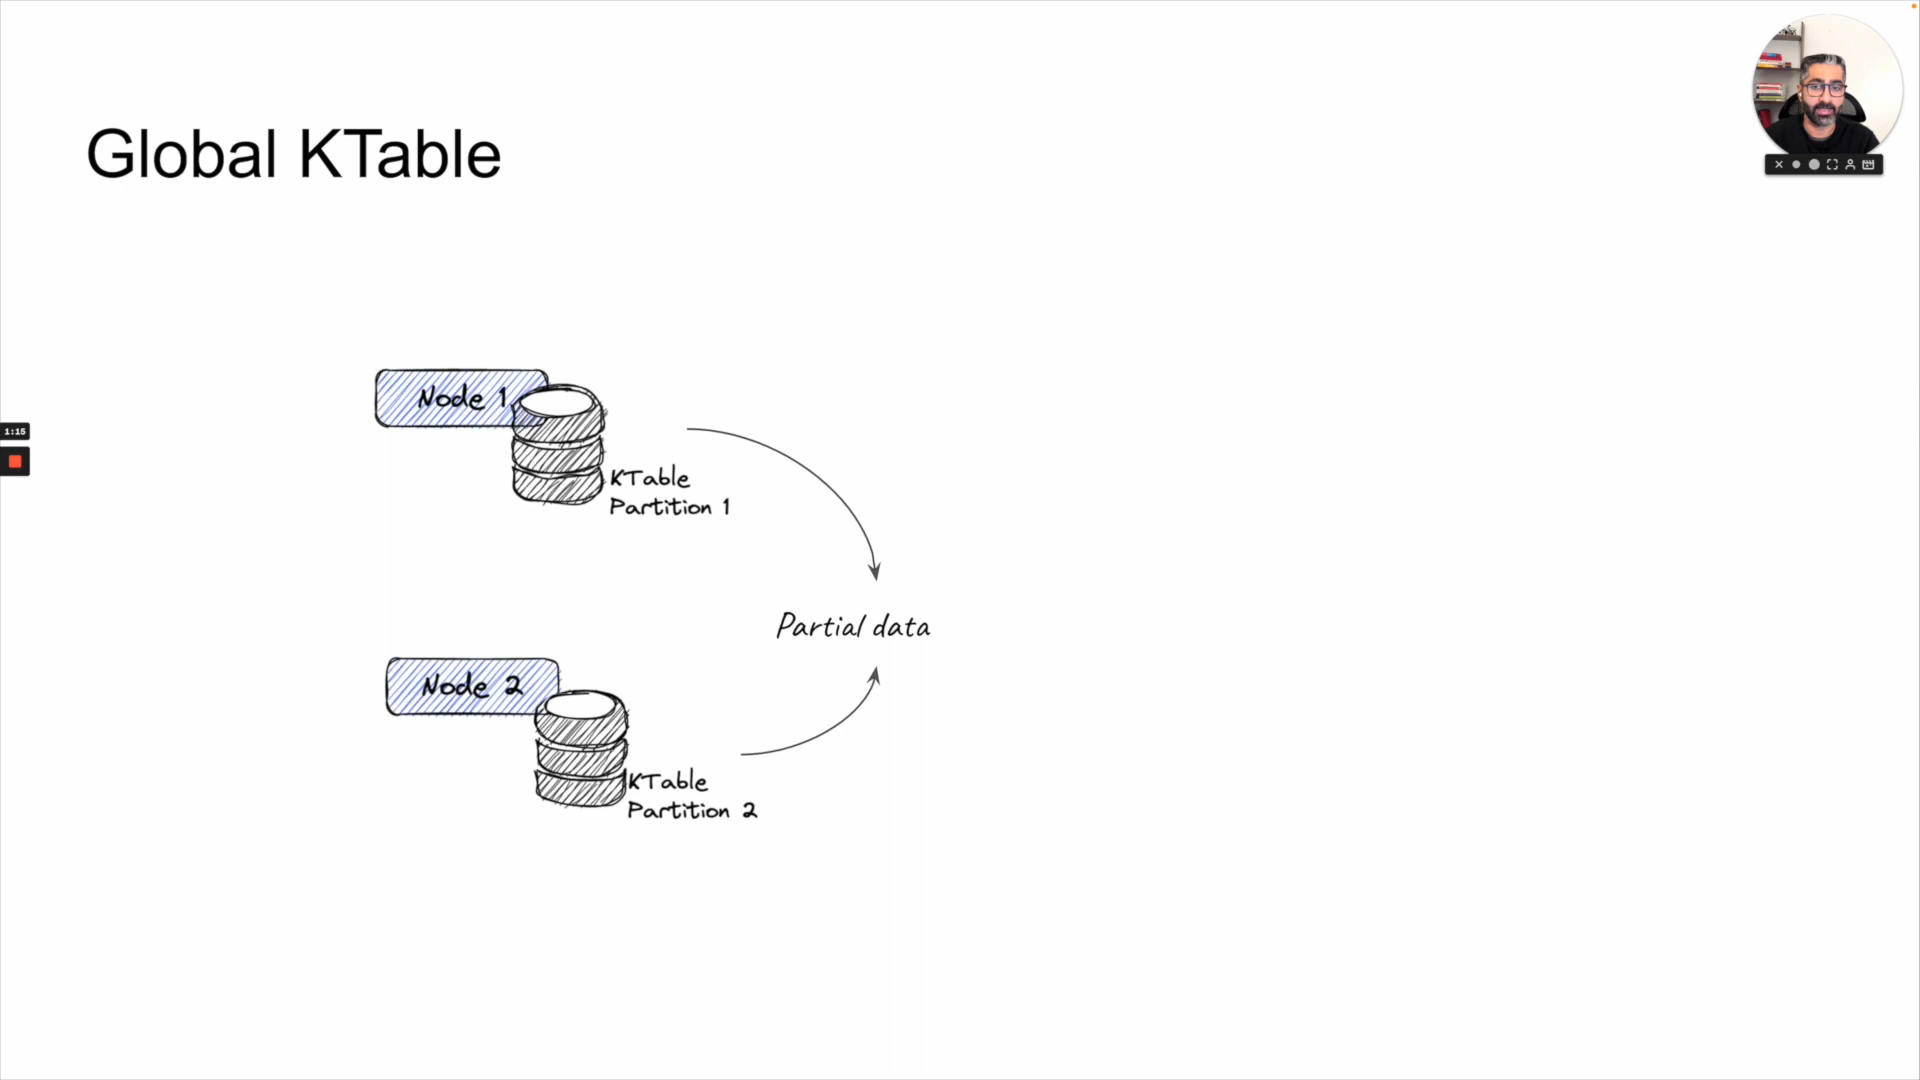 Global KTable
1:15
Node 1
KTable
Partition 1
Partial data
Node 2
KTable
Partition 2